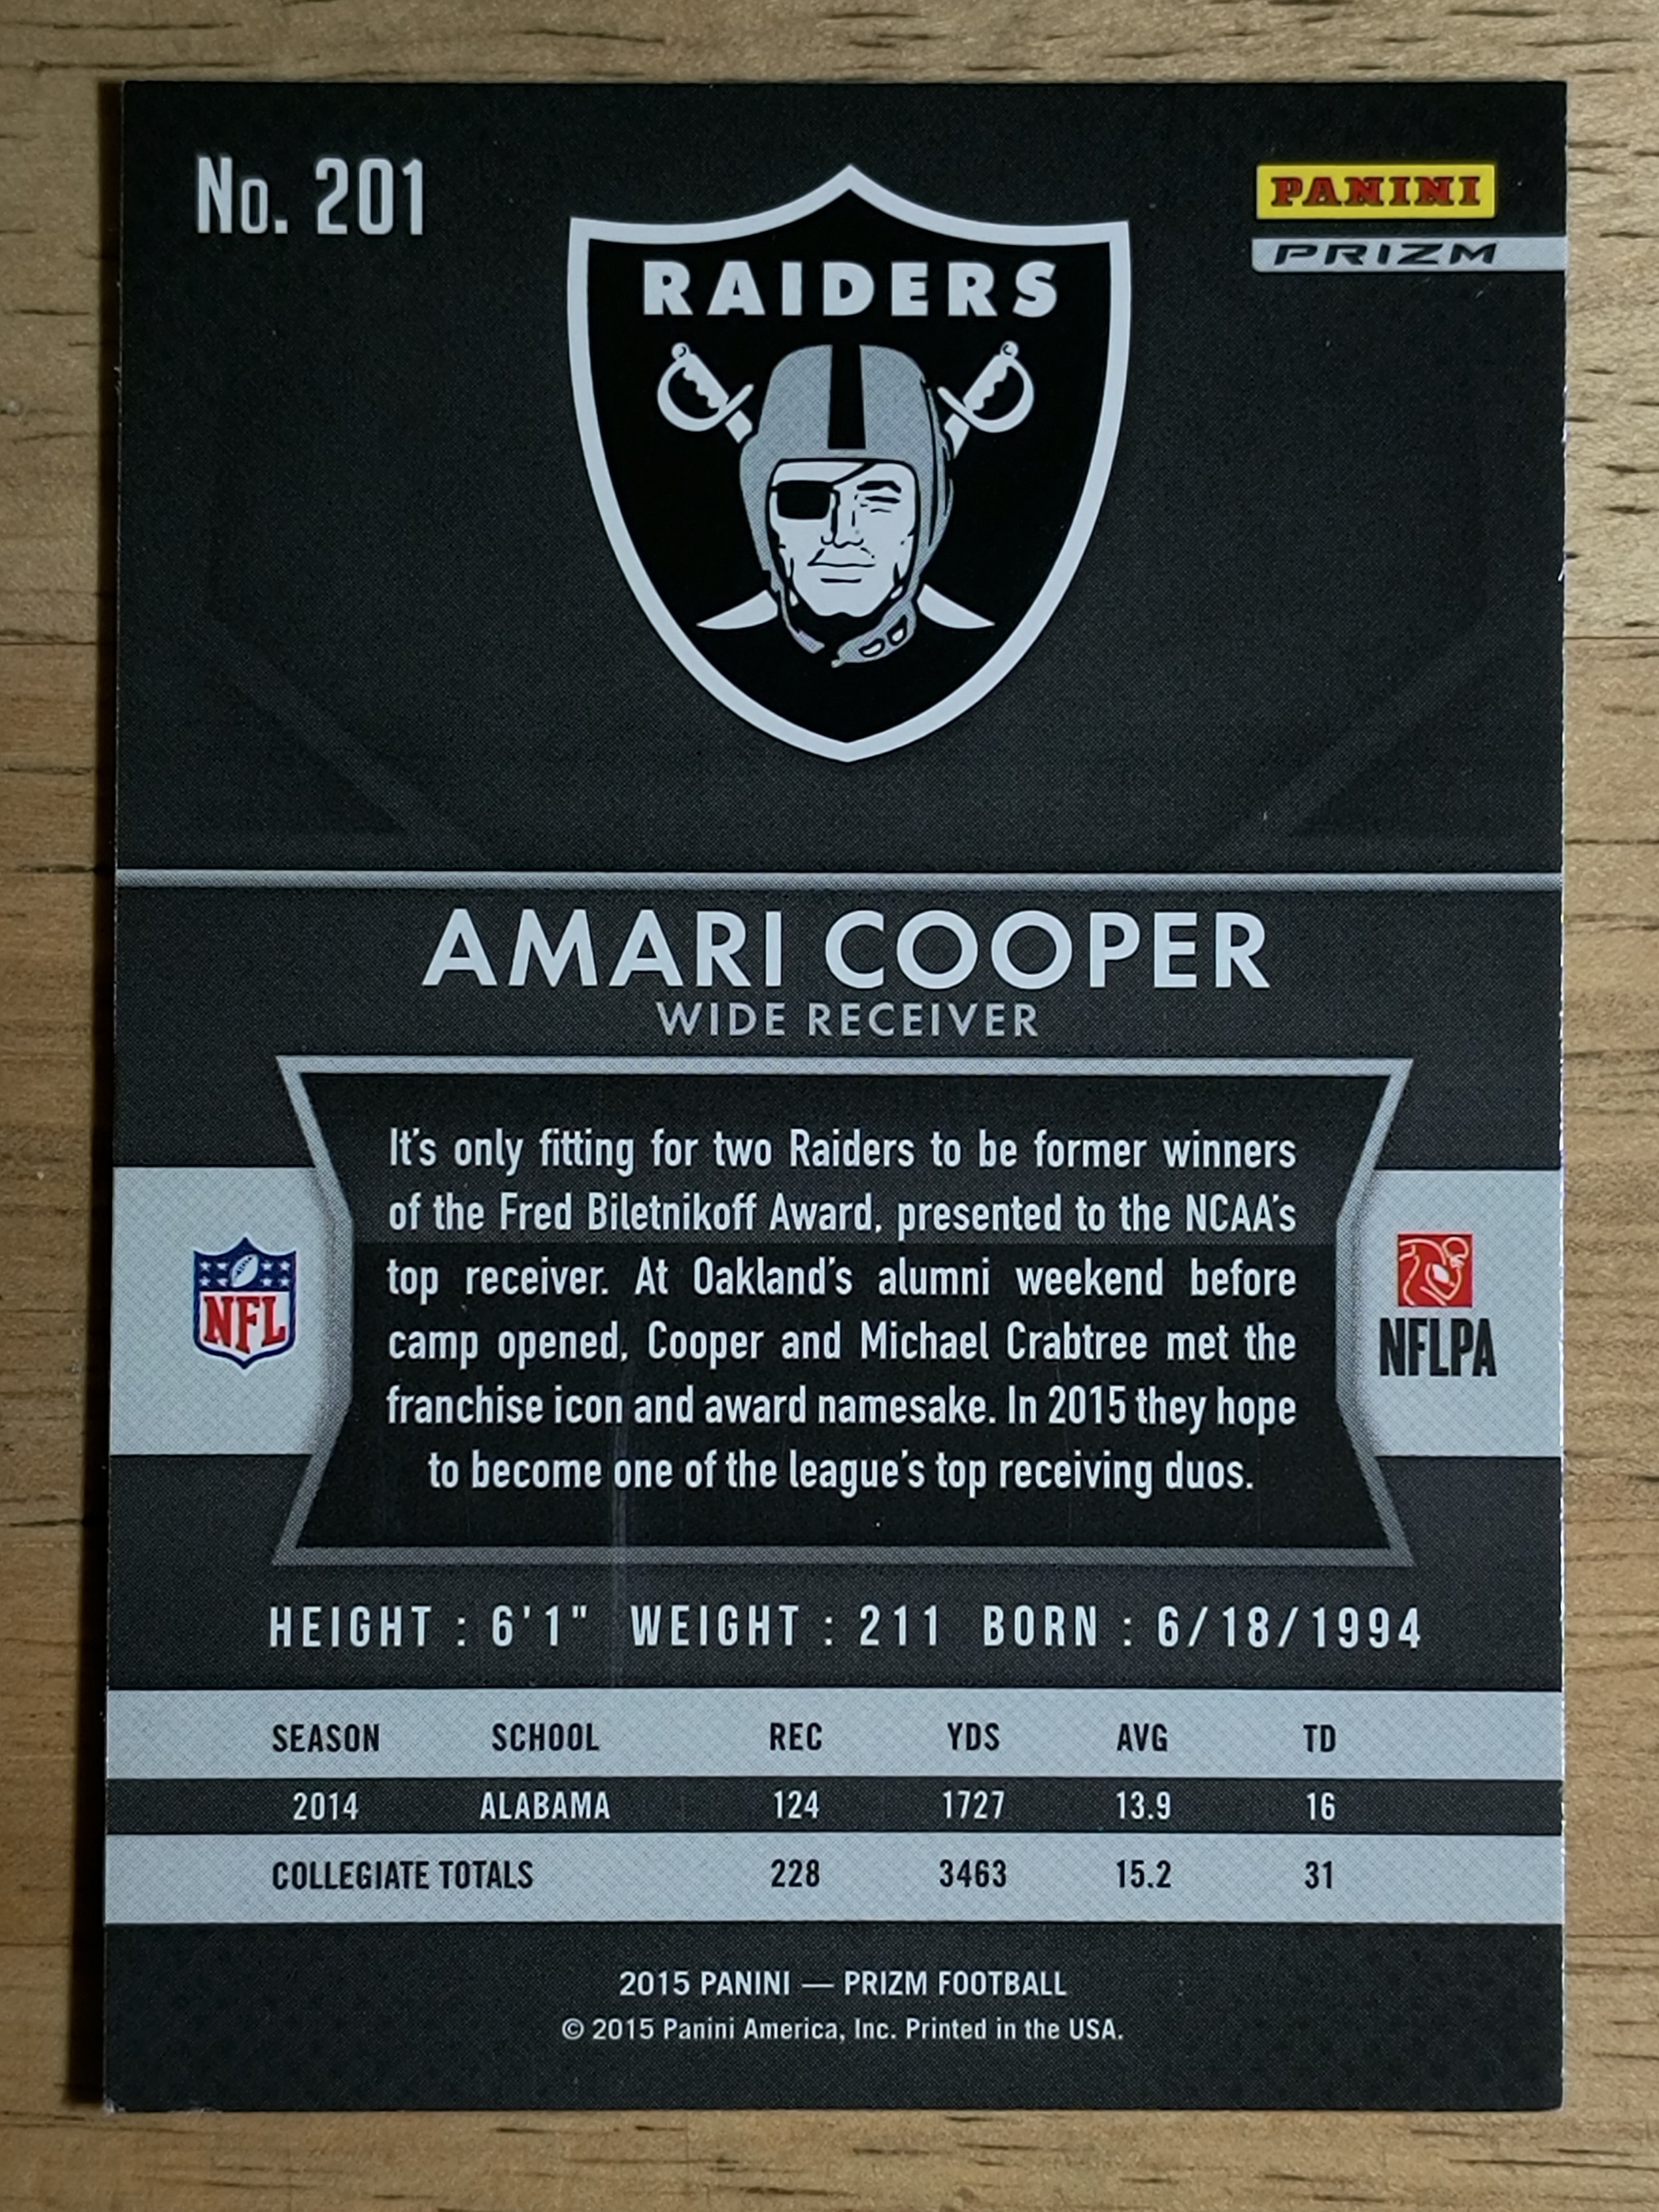 No. 201
PANINI
PRIZM
RAIDERS
AMARI COOPER
WIDE RECEIVER
It's only fitting for two Raiders to be former winners
of the Fred Biletnikoff Award, presented to the NCAA's
top receiver. At Oakland's alumni weekend before
camp opened, Cooper and Michael Crabtree met the
franchise icon and award namesake. In 2015 they hope
to become one of the league's top receiving duos.
NFL
NFLPA
HEIGHT : 6'1" WEIGHT : 211 BORN : 6/18/1994
SEASON SCHOOL REC YDS AVG TD
2014 ALABAMA 124 1727 13.9 16
COLLEGIATE TOTALS 228 3463 15.2 31
2015 PANINI — PRIZM FOOTBALL
© 2015 Panini America, Inc. Printed in the USA.